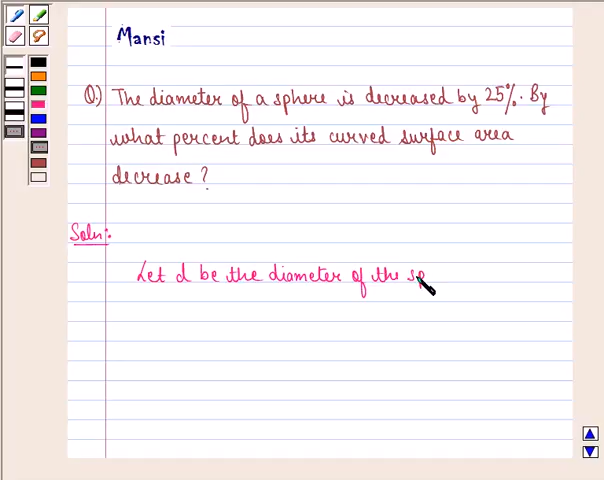 Mansi
Q.) The diameter of a sphere is decreased by 25%. By
what percent does its curved surface area
decrease?
Soln:
Let d be the diameter of the sp